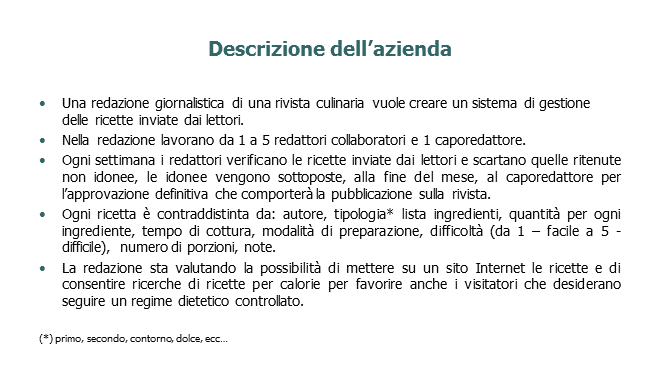 Descrizione dell’azienda
• Una redazione giornalistica di una rivista culinaria vuole creare un sistema di gestione
delle ricette inviate dai lettori.
• Nella redazione lavorano da 1 a 5 redattori collaboratori e 1 caporedattore.
• Ogni settimana i redattori verificano le ricette inviate dai lettori e scartano quelle ritenute
non idonee, le idonee vengono sottoposte, alla fine del mese, al caporedattore per
l’approvazione definitiva che comporterà la pubblicazione sulla rivista.
• Ogni ricetta è contraddistinta da: autore, tipologia* lista ingredienti, quantità per ogni
ingrediente, tempo di cottura, modalità di preparazione, difficoltà (da 1 – facile a 5 -
difficile), numero di porzioni, note.
• La redazione sta valutando la possibilità di mettere su un sito Internet le ricette e di
consentire ricerche di ricette per calorie per favorire anche i visitatori che desiderano
seguire un regime dietetico controllato.
(*) primo, secondo, contorno, dolce, ecc…